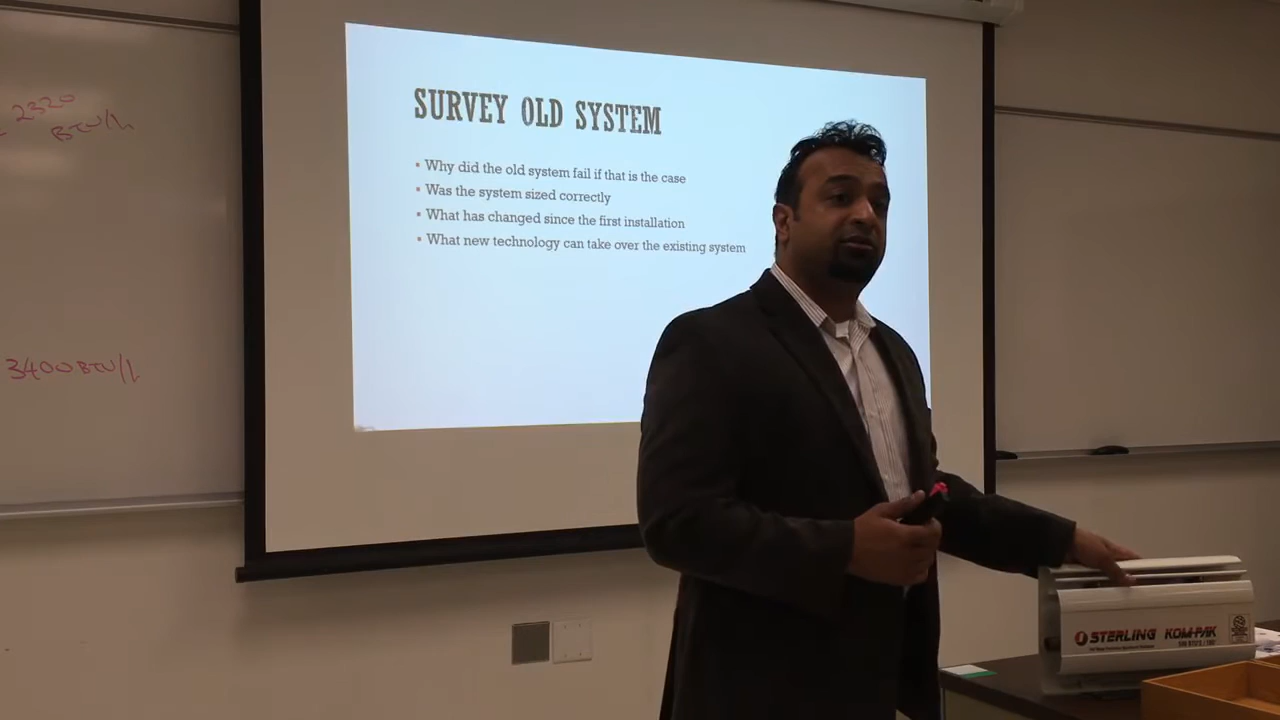 2320
BTU/h
3400 BTU/h
SURVEY OLD SYSTEM
• Why did the old system fail if that is the case
• Was the system sized correctly
• What has changed since the first installation
• What new technology can take over the existing system
STERLING KOM-PAK